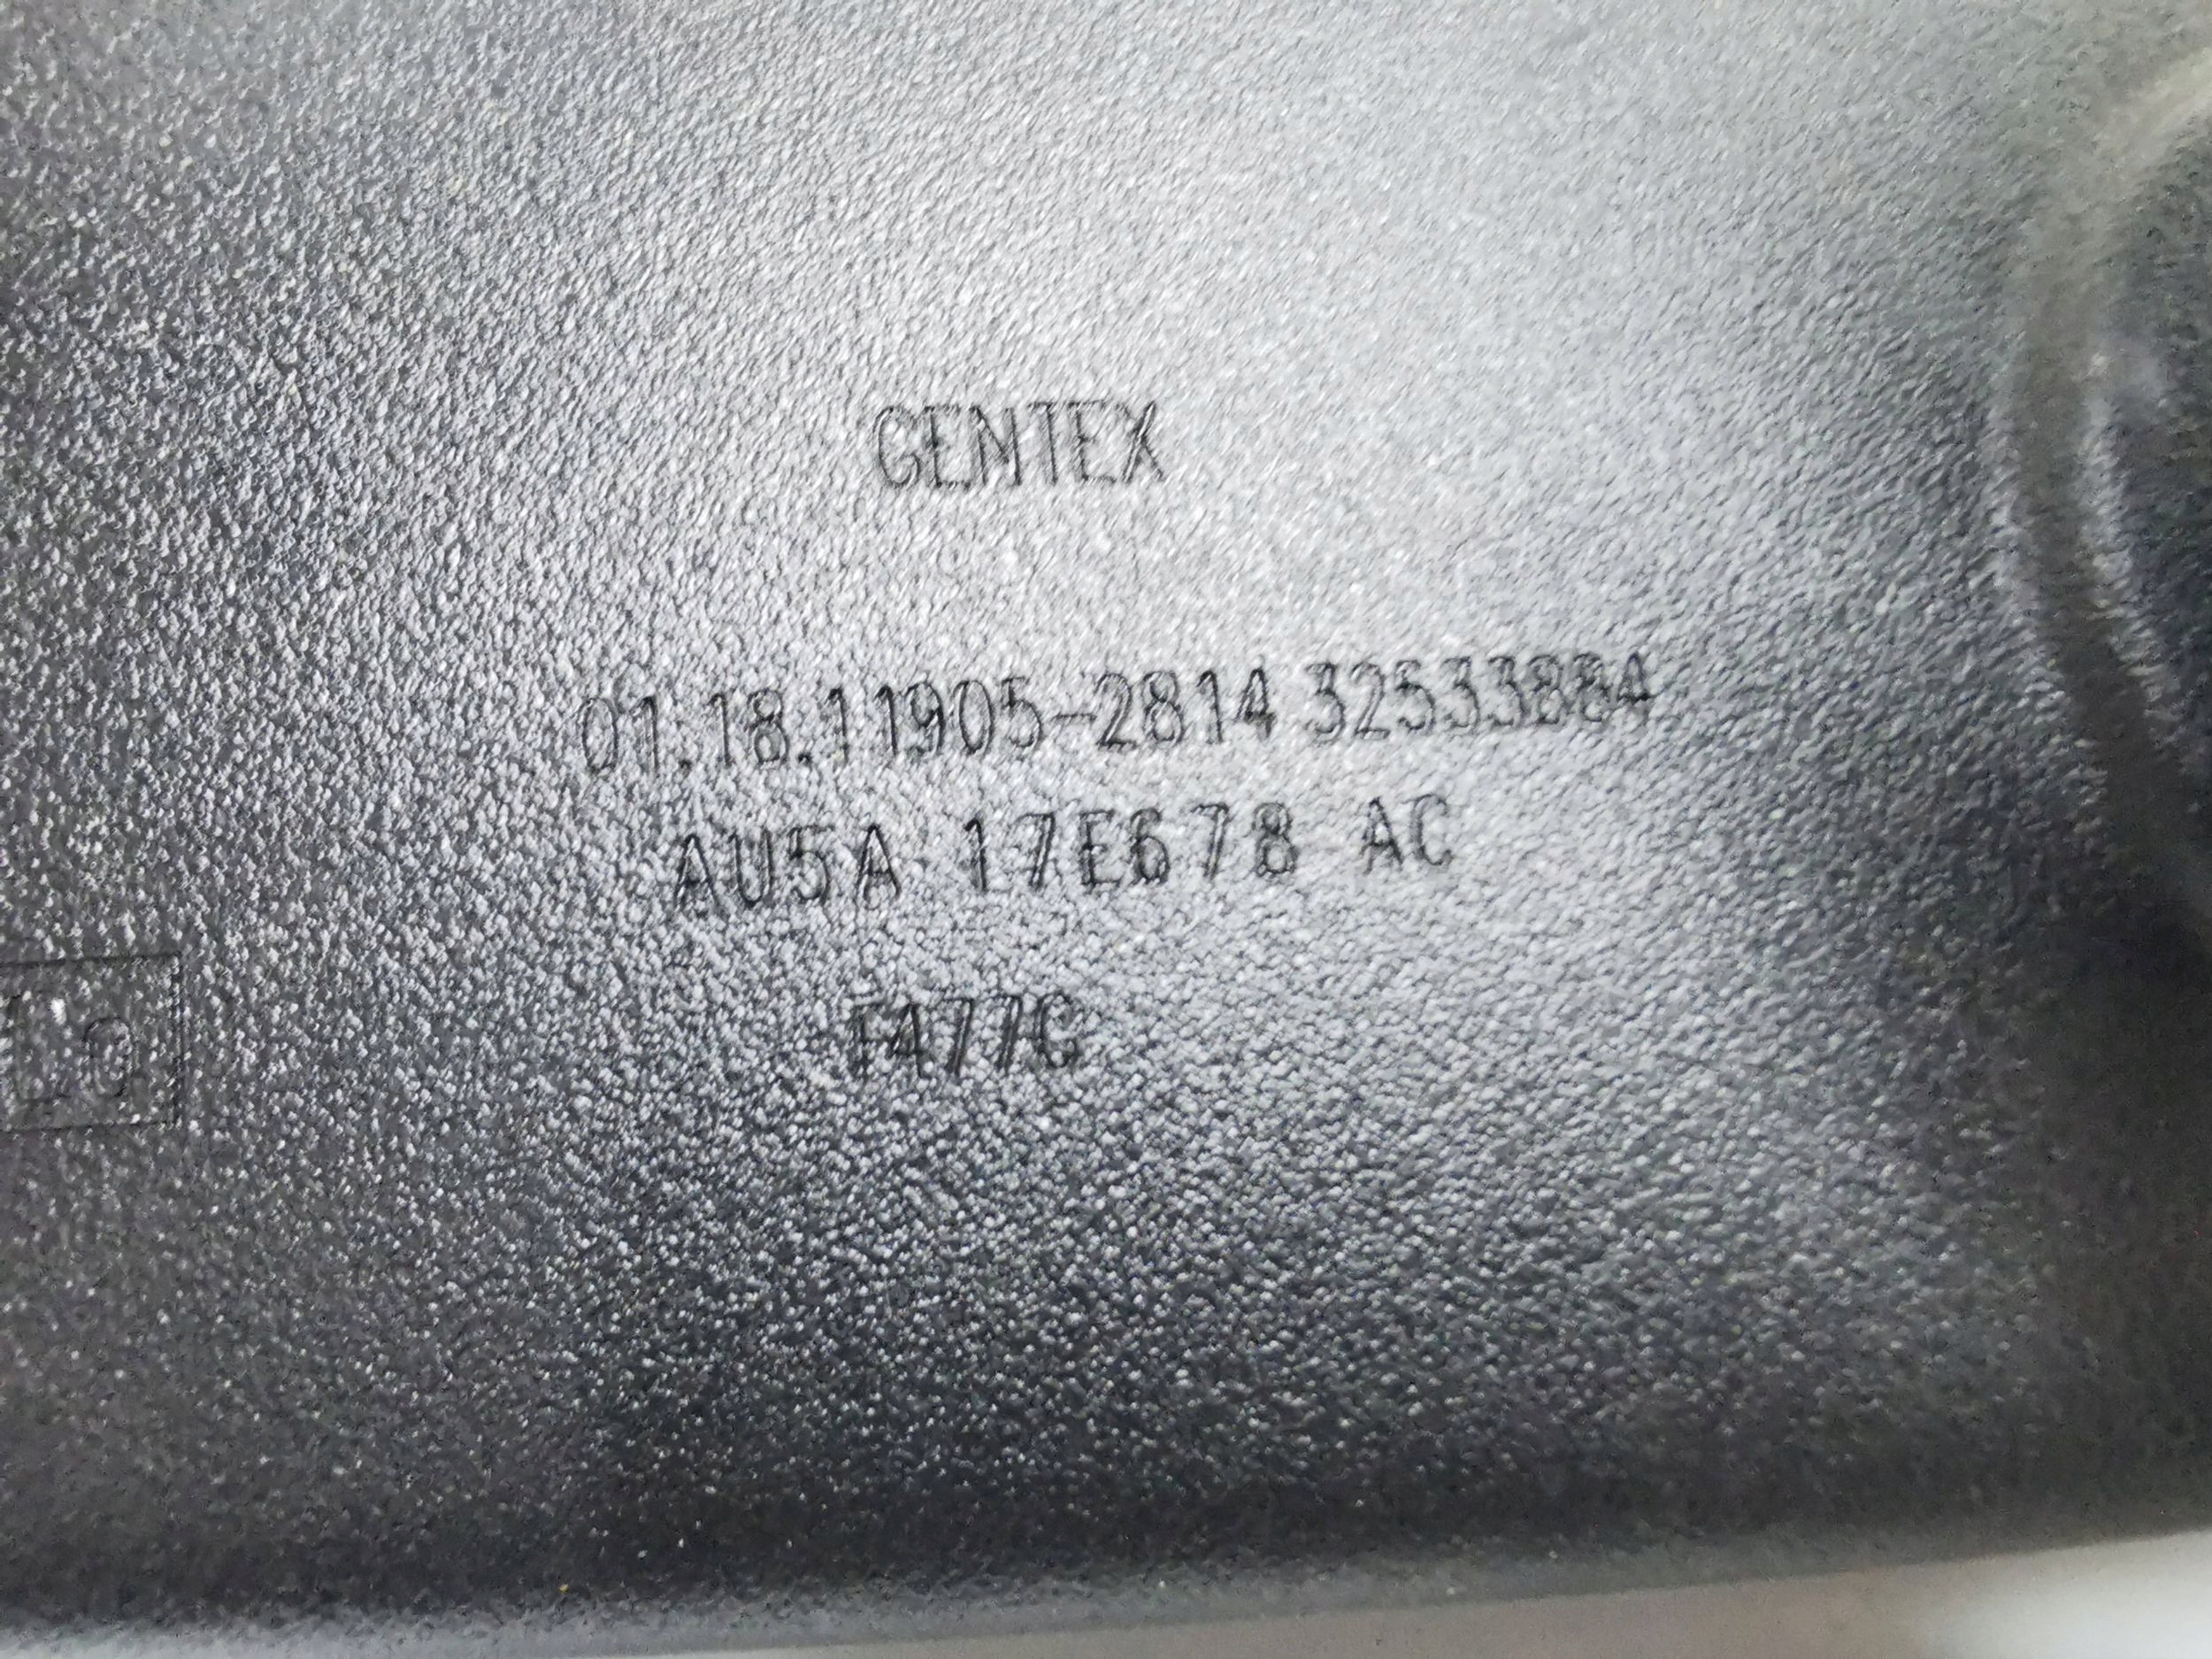 GENTEX
01.18.11905-2814 32533884
AU5A 17E678 AC
F477C